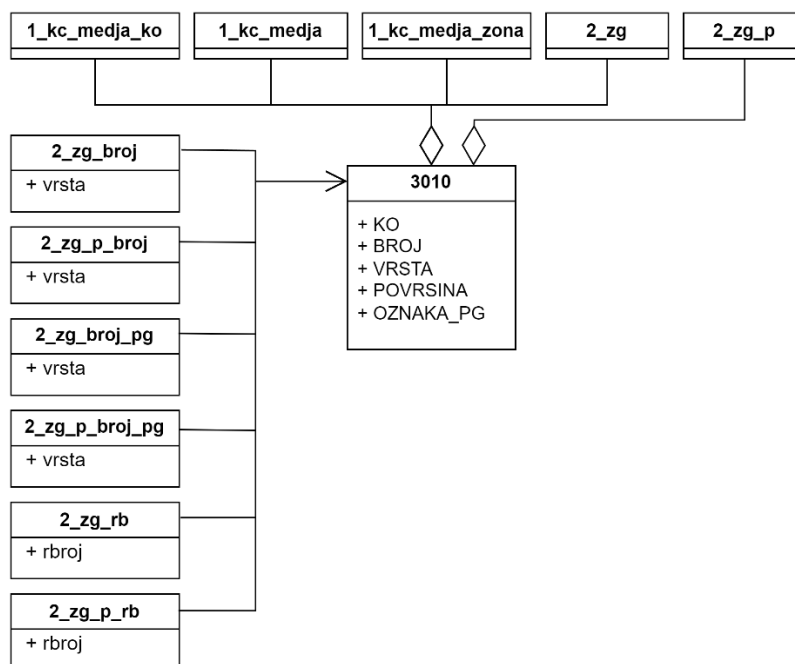 1_kc_medja_ko
1_kc_medja
1_kc_medja_zona
2_zg
2_zg_p
2_zg_broj
+ vrsta
2_zg_p_broj
+ vrsta
2_zg_broj_pg
+ vrsta
2_zg_p_broj_pg
+ vrsta
2_zg_rb
+ rbroj
2_zg_p_rb
+ rbroj
3010
+ KO
+ BROJ
+ VRSTA
+ POVRSINA
+ OZNAKA_PG